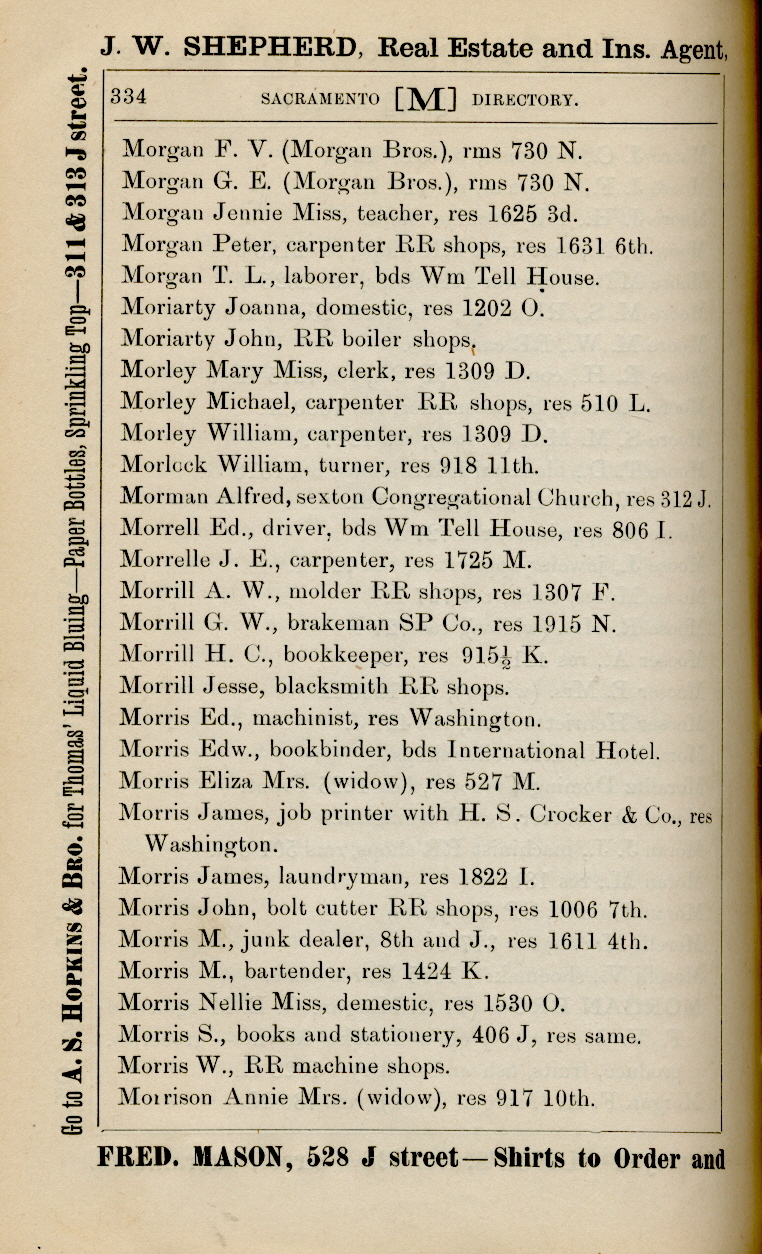 J. W. SHEPHERD, Real Estate and Ins. Agent,
334 SACRAMENTO [M] DIRECTORY.
Morgan F. V. (Morgan Bros.), rms 730 N.
Morgan G. E. (Morgan Bros.), rms 730 N.
Morgan Jennie Miss, teacher, res 1625 3d.
Morgan Peter, carpenter RR shops, res 1631 6th.
Morgan T. L., laborer, bds Wm Tell House.
Moriarty Joanna, domestic, res 1202 O.
Moriarty John, RR boiler shops.
Morley Mary Miss, clerk, res 1309 D.
Morley Michael, carpenter RR shops, res 510 L.
Morley William, carpenter, res 1309 D.
Morlock William, turner, res 918 11th.
Morman Alfred, sexton Congregational Church, res 312 J.
Morrell Ed., driver, bds Wm Tell House, res 806 I.
Morrelle J. E., carpenter, res 1725 M.
Morrill A. W., molder RR shops, res 1307 F.
Morrill G. W., brakeman SP Co., res 1915 N.
Morrill H. C., bookkeeper, res 915½ K.
Morrill Jesse, blacksmith RR shops.
Morris Ed., machinist, res Washington.
Morris Edw., bookbinder, bds International Hotel.
Morris Eliza Mrs. (widow), res 527 M.
Morris James, job printer with H. S. Crocker & Co., res
Washington.
Morris James, laundryman, res 1822 I.
Morris John, bolt cutter RR shops, res 1006 7th.
Morris M., junk dealer, 8th and J., res 1611 4th.
Morris M., bartender, res 1424 K.
Morris Nellie Miss, demestic, res 1530 O.
Morris S., books and stationery, 406 J, res same.
Morris W., RR machine shops.
Morrison Annie Mrs. (widow), res 917 10th.
FRED. MASON, 528 J street—Shirts to Order and
Go to A. S. HOPKINS & BRO. for Thomas' Liquid Bluing—Paper Bottles, Sprinkling Top—311 & 313 J street.